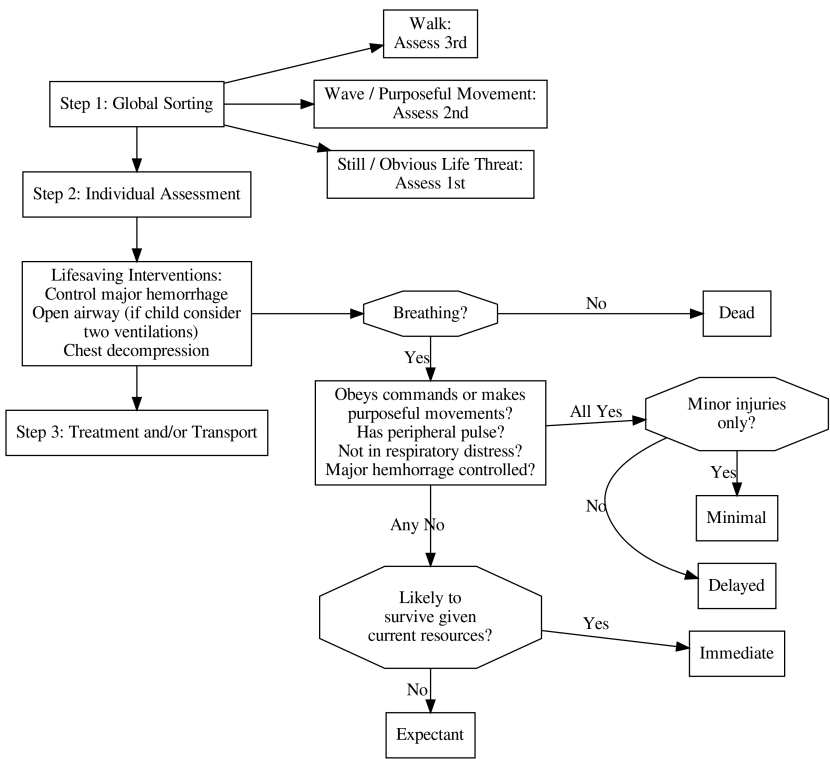 Walk:
Assess 3rd
Step 1: Global Sorting
Wave / Purposeful Movement:
Assess 2nd
Still / Obvious Life Threat:
Assess 1st
Step 2: Individual Assessment
Lifesaving Interventions:
Control major hemorrhage
Open airway (if child consider
two ventilations)
Chest decompression
Breathing?
No
Dead
Yes
Obeys commands or makes
purposeful movements?
Has peripheral pulse?
Not in respiratory distress?
Major hemhorrage controlled?
All Yes
Minor injuries
only?
Step 3: Treatment and/or Transport
Yes
Minimal
No
Delayed
Any No
Likely to
survive given
current resources?
Yes
Immediate
No
Expectant